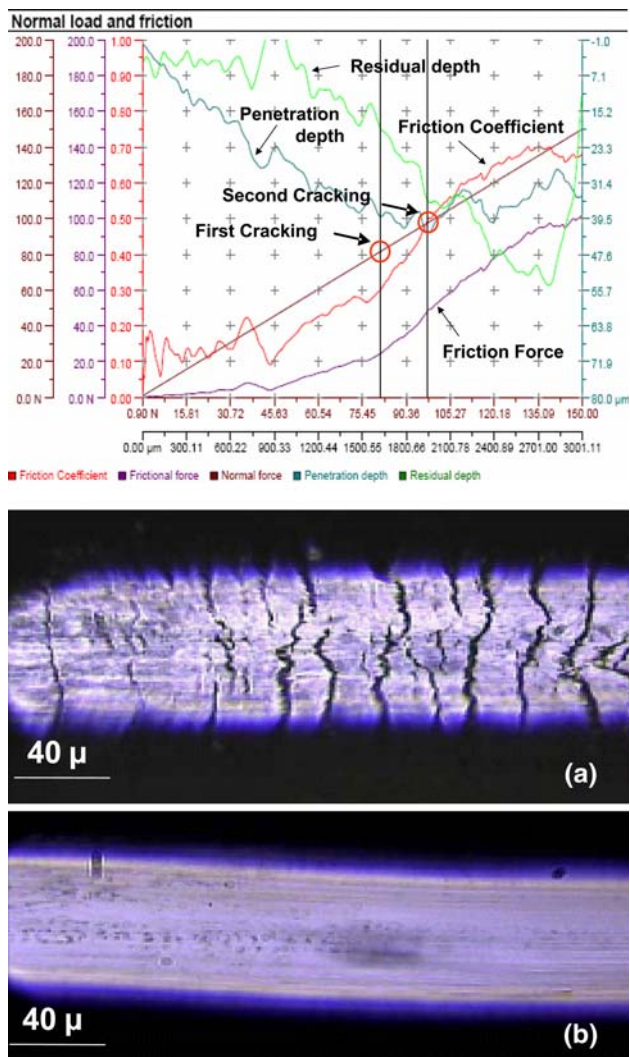 Normal load and friction
200.0 200.0 1.00 -1.0
180.0 180.0 0.90 7.1
160.0 160.0 0.80 15.2
140.0 140.0 0.70 23.3
120.0 120.0 0.60 31.4
100.0 100.0 0.50 39.5
80.0 80.0 0.40 47.6
60.0 60.0 0.30 55.7
40.0 40.0 0.20 63.8
20.0 20.0 0.10 71.9
0.0 N 0.0 N 0.00 80.0 µm
Residual depth
Penetration
depth
Friction Coefficient
Second Cracking
First Cracking
Friction Force
0.90 N 15.81 30.72 45.63 60.54 75.45 90.36 105.27 120.18 135.09 150.00
0.00 µm 300.11 600.22 900.33 1200.44 1500.55 1800.66 2100.78 2400.89 2701.00 3001.11
Friction Coefficient Frictional force Normal force Penetration depth Residual depth
40 µ
(a)
40 µ
(b)